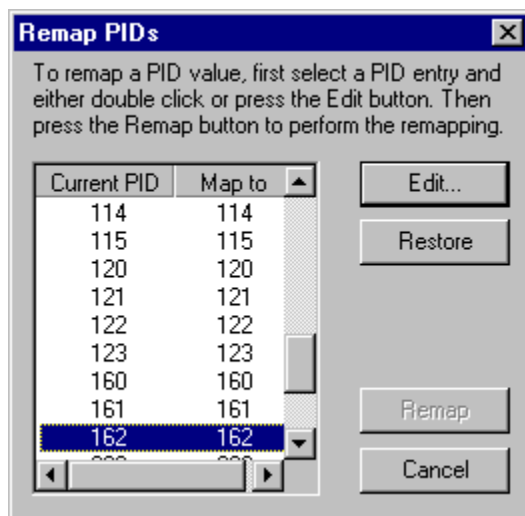 Remap PIDs
To remap a PID value, first select a PID entry and
either double click or press the Edit button. Then
press the Remap button to perform the remapping.
Current PID Map to
114 114
115 115
120 120
121 121
122 122
123 123
160 160
161 161
162 162
Edit...
Restore
Remap
Cancel